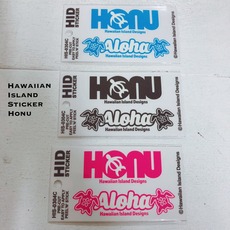 Hawaiian
Island
Sticker
Honu
HID
STICKER
HONU
Hawaiian Island Designs
Aloha
©Hawaiian Island Designs
HID
STICKER
HONU
Hawaiian Island Designs
Aloha
©Hawaiian Island Designs
HID
STICKER
HONU
Hawaiian Island Designs
Aloha
©Hawaiian Island Designs